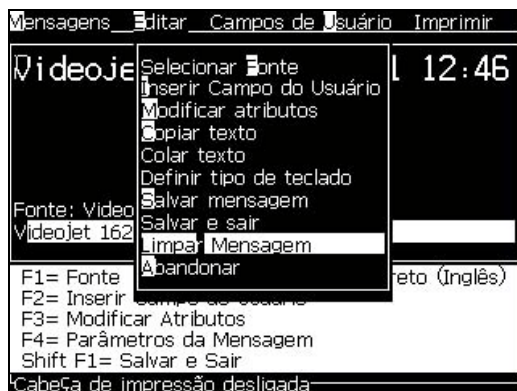 Mensagens Editar Campos de Usuário Imprimir
Videoje l 12:46
Selecionar Fonte
Inserir Campo do Usuário
Modificar atributos
Copiar texto
Colar texto
Definir tipo de teclado
Salvar mensagem
Salvar e sair
Limpar Mensagem
Abandonar
Fonte: Video
Videojet 162
F1= Fonte reto (Inglês)
F2= Inserir Campo do Usuário
F3= Modificar Atributos
F4= Parâmetros da Mensagem
Shift F1= Salvar e Sair
Cabeça de impressão desligada